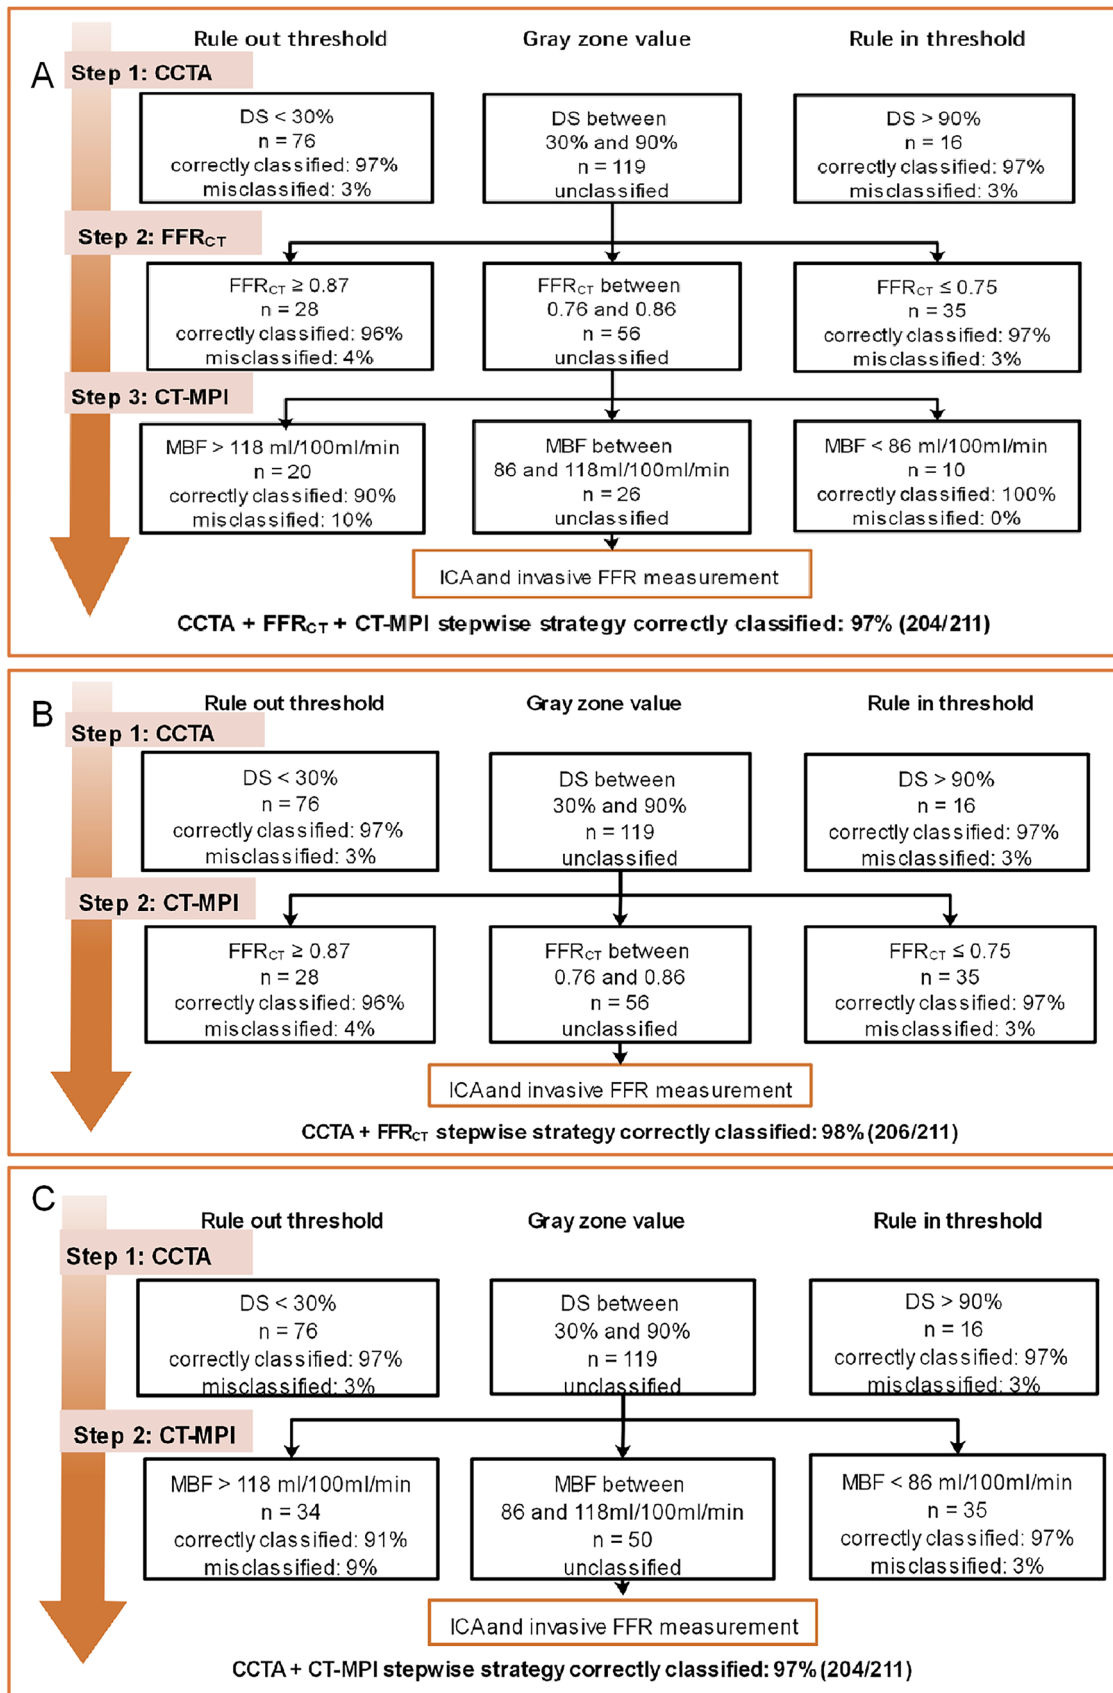 A
Rule out threshold
Gray zone value
Rule in threshold
Step 1: CCTA
DS < 30%
n = 76
correctly classified: 97%
misclassified: 3%
DS between
30% and 90%
n = 119
unclassified
DS > 90%
n = 16
correctly classified: 97%
misclassified: 3%
Step 2: FFRCT
FFRCT ≥ 0.87
n = 28
correctly classified: 96%
misclassified: 4%
FFRCT between
0.76 and 0.86
n = 56
unclassified
FFRCT ≤ 0.75
n = 35
correctly classified: 97%
misclassified: 3%
Step 3: CT-MPI
MBF > 118 ml/100ml/min
n = 20
correctly classified: 90%
misclassified: 10%
MBF between
86 and 118ml/100ml/min
n = 26
unclassified
MBF < 86 ml/100ml/min
n = 10
correctly classified: 100%
misclassified: 0%
ICA and invasive FFR measurement
CCTA + FFRCT + CT-MPI stepwise strategy correctly classified: 97% (204/211)
B
Rule out threshold
Gray zone value
Rule in threshold
Step 1: CCTA
DS < 30%
n = 76
correctly classified: 97%
misclassified: 3%
DS between
30% and 90%
n = 119
unclassified
DS > 90%
n = 16
correctly classified: 97%
misclassified: 3%
Step 2: CT-MPI
FFRCT ≥ 0.87
n = 28
correctly classified: 96%
misclassified: 4%
FFRCT between
0.76 and 0.86
n = 56
unclassified
FFRCT ≤ 0.75
n = 35
correctly classified: 97%
misclassified: 3%
ICA and invasive FFR measurement
CCTA + FFRCT stepwise strategy correctly classified: 98% (206/211)
C
Rule out threshold
Gray zone value
Rule in threshold
Step 1: CCTA
DS < 30%
n = 76
correctly classified: 97%
misclassified: 3%
DS between
30% and 90%
n = 119
unclassified
DS > 90%
n = 16
correctly classified: 97%
misclassified: 3%
Step 2: CT-MPI
MBF > 118 ml/100ml/min
n = 34
correctly classified: 91%
misclassified: 9%
MBF between
86 and 118ml/100ml/min
n = 50
unclassified
MBF < 86 ml/100ml/min
n = 35
correctly classified: 97%
misclassified: 3%
ICA and invasive FFR measurement
CCTA + CT-MPI stepwise strategy correctly classified: 97% (204/211)